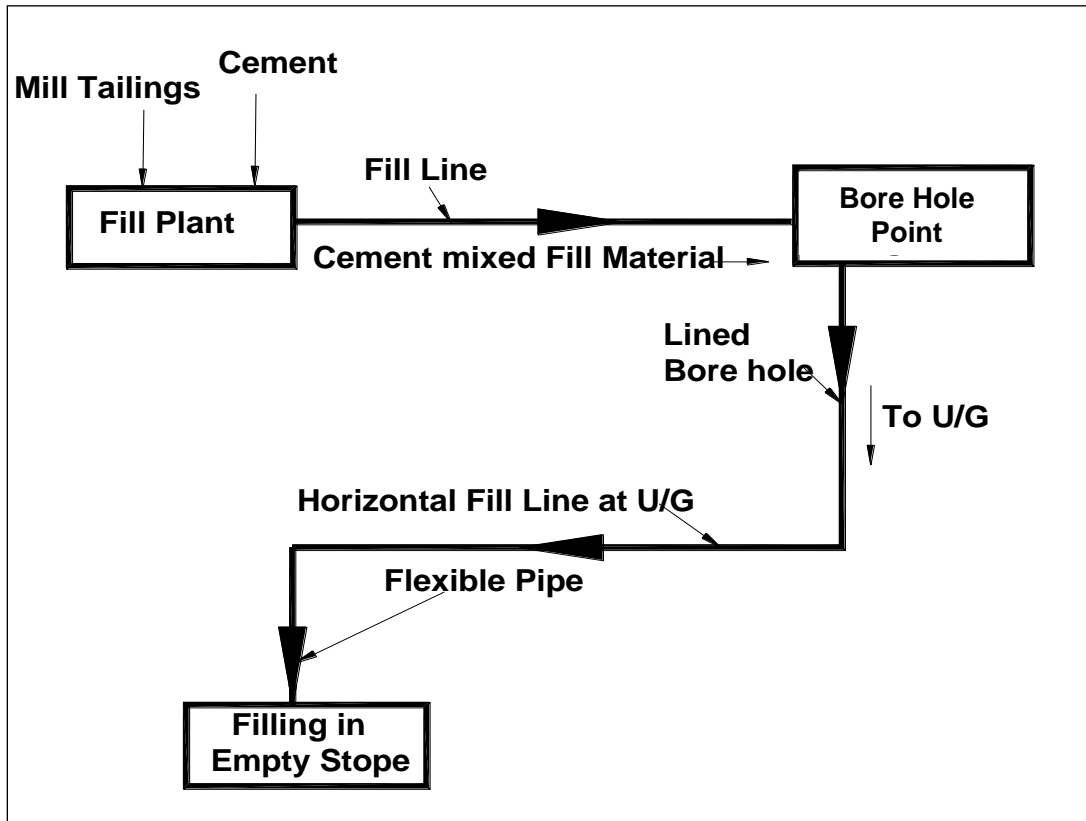 Cement
Mill Tailings
Fill Line
Fill Plant
Bore Hole
Point
Cement mixed Fill Material
Lined
Bore hole
To U/G
Horizontal Fill Line at U/G
Flexible Pipe
Filling in
Empty Stope